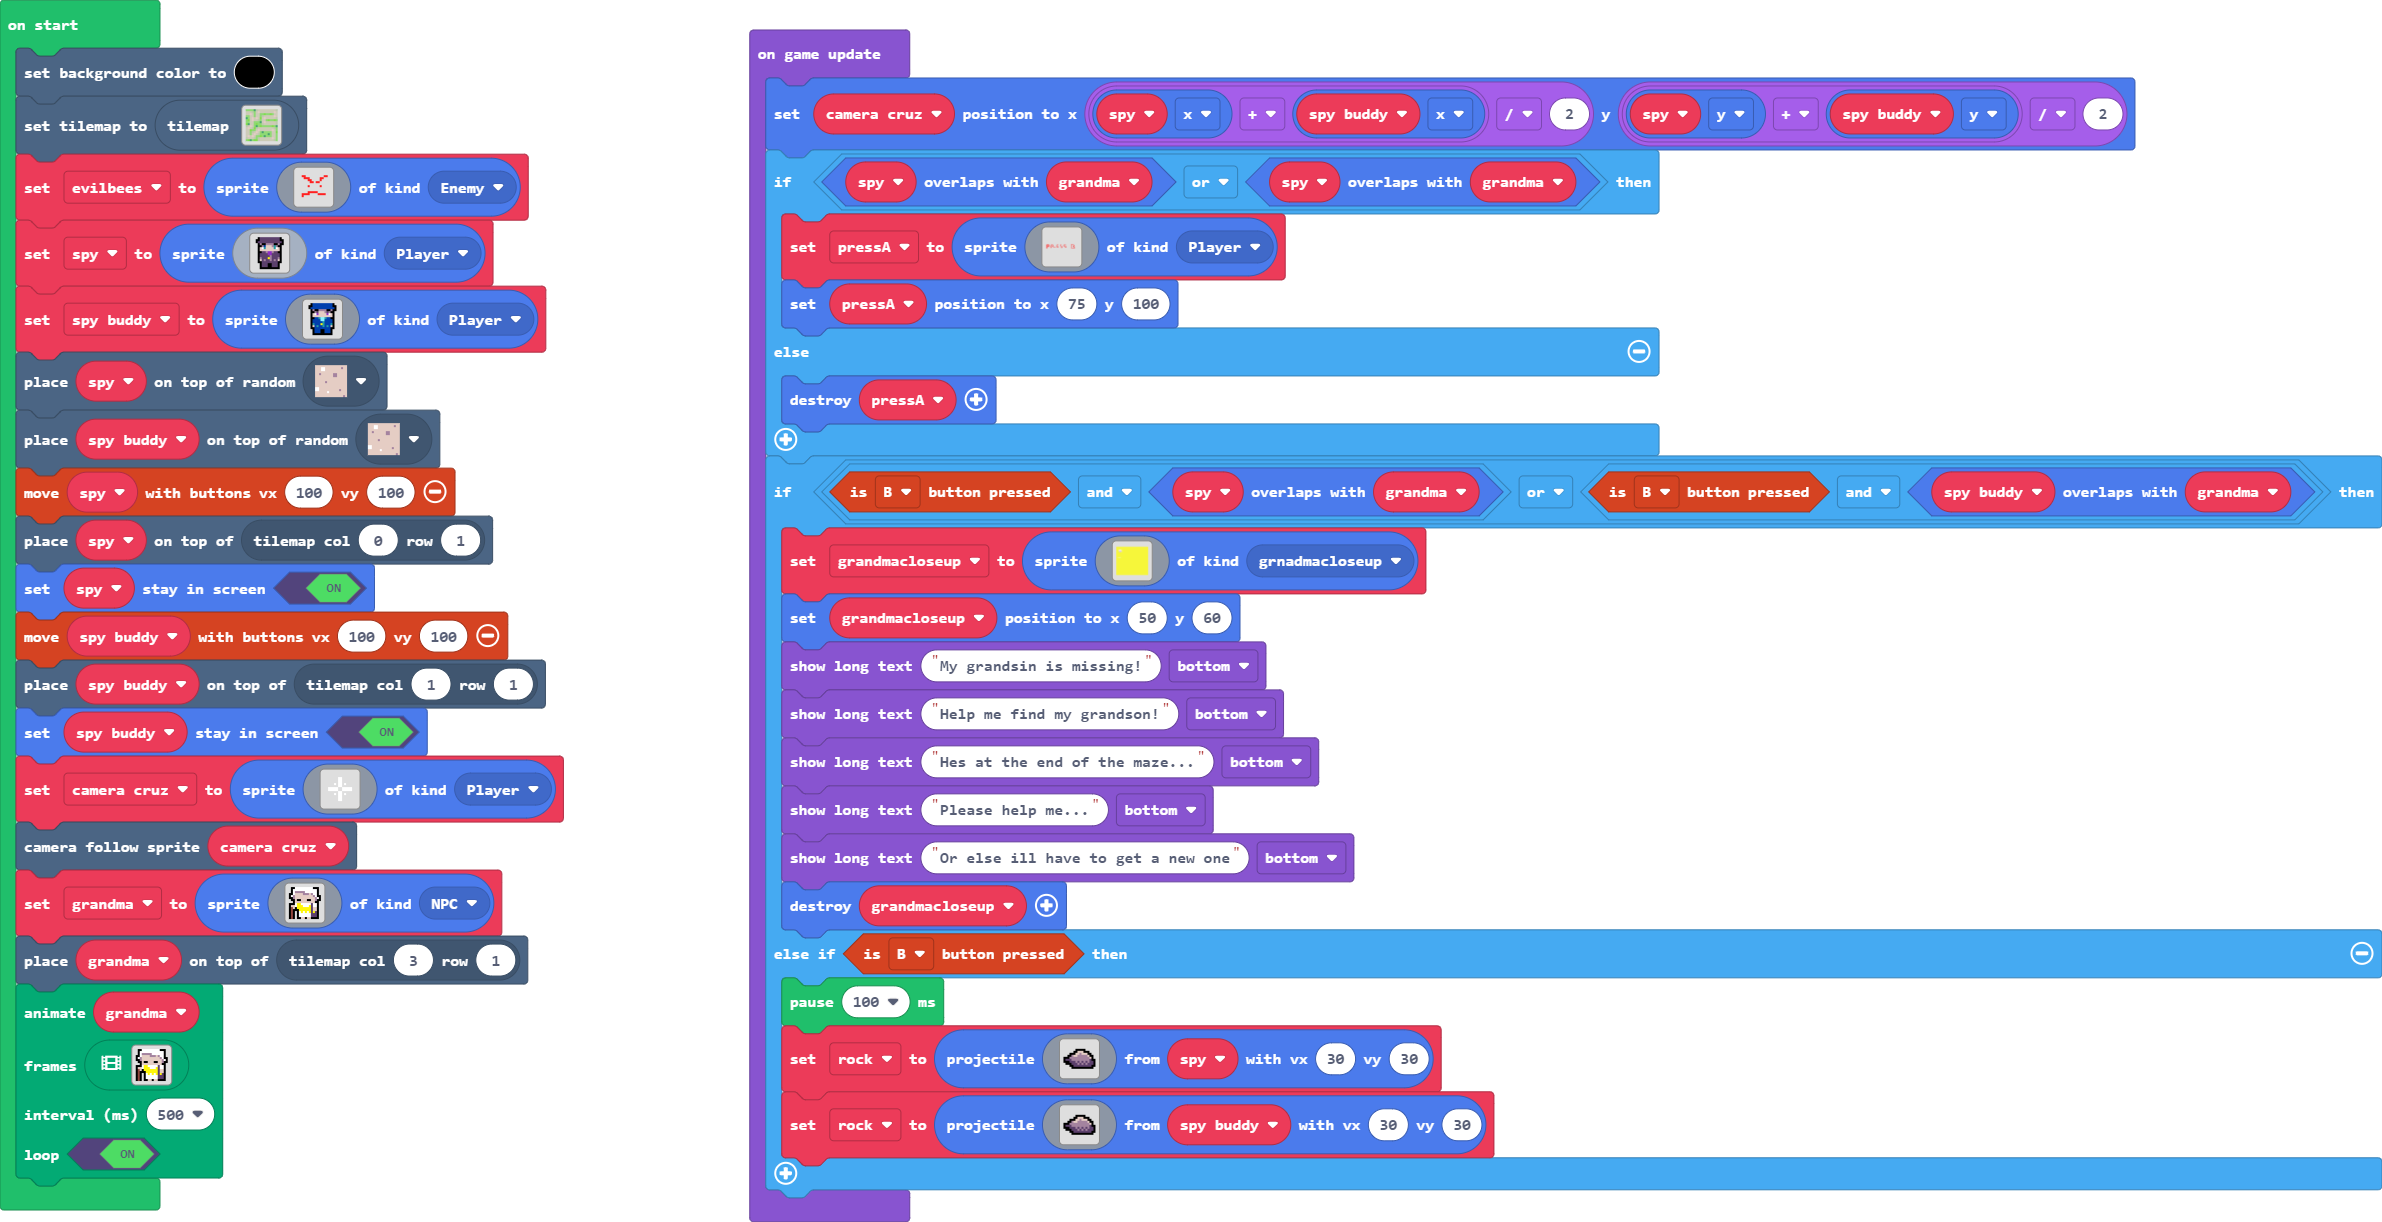 on start
set background color to
set tilemap to tilemap
set evilbees to sprite of kind Enemy
set spy to sprite of kind Player
set spy buddy to sprite of kind Player
place spy on top of random
place spy buddy on top of random
move spy with buttons vx 100 vy 100
place spy on top of tilemap col 0 row 1
set spy stay in screen ON
move spy buddy with buttons vx 100 vy 100
place spy buddy on top of tilemap col 1 row 1
set spy buddy stay in screen ON
set camera cruz to sprite of kind Player
camera follow sprite camera cruz
set grandma to sprite of kind NPC
place grandma on top of tilemap col 3 row 1
animate grandma
frames
interval (ms) 500
loop ON
on game update
set camera cruz position to x spy x + spy buddy x / 2 y spy y + spy buddy y / 2
if spy overlaps with grandma or spy overlaps with grandma then
set pressA to sprite PRESS B of kind Player
set pressA position to x 75 y 100
else
destroy pressA
if is B button pressed and spy overlaps with grandma or is B button pressed and spy buddy overlaps with grandma then
set grandmacloseup to sprite of kind grnadmacloseup
set grandmacloseup position to x 50 y 60
show long text "My grandsin is missing!" bottom
show long text "Help me find my grandson!" bottom
show long text "Hes at the end of the maze..." bottom
show long text "Please help me..." bottom
show long text "Or else ill have to get a new one" bottom
destroy grandmacloseup
else if is B button pressed then
pause 100 ms
set rock to projectile from spy with vx 30 vy 30
set rock to projectile from spy buddy with vx 30 vy 30